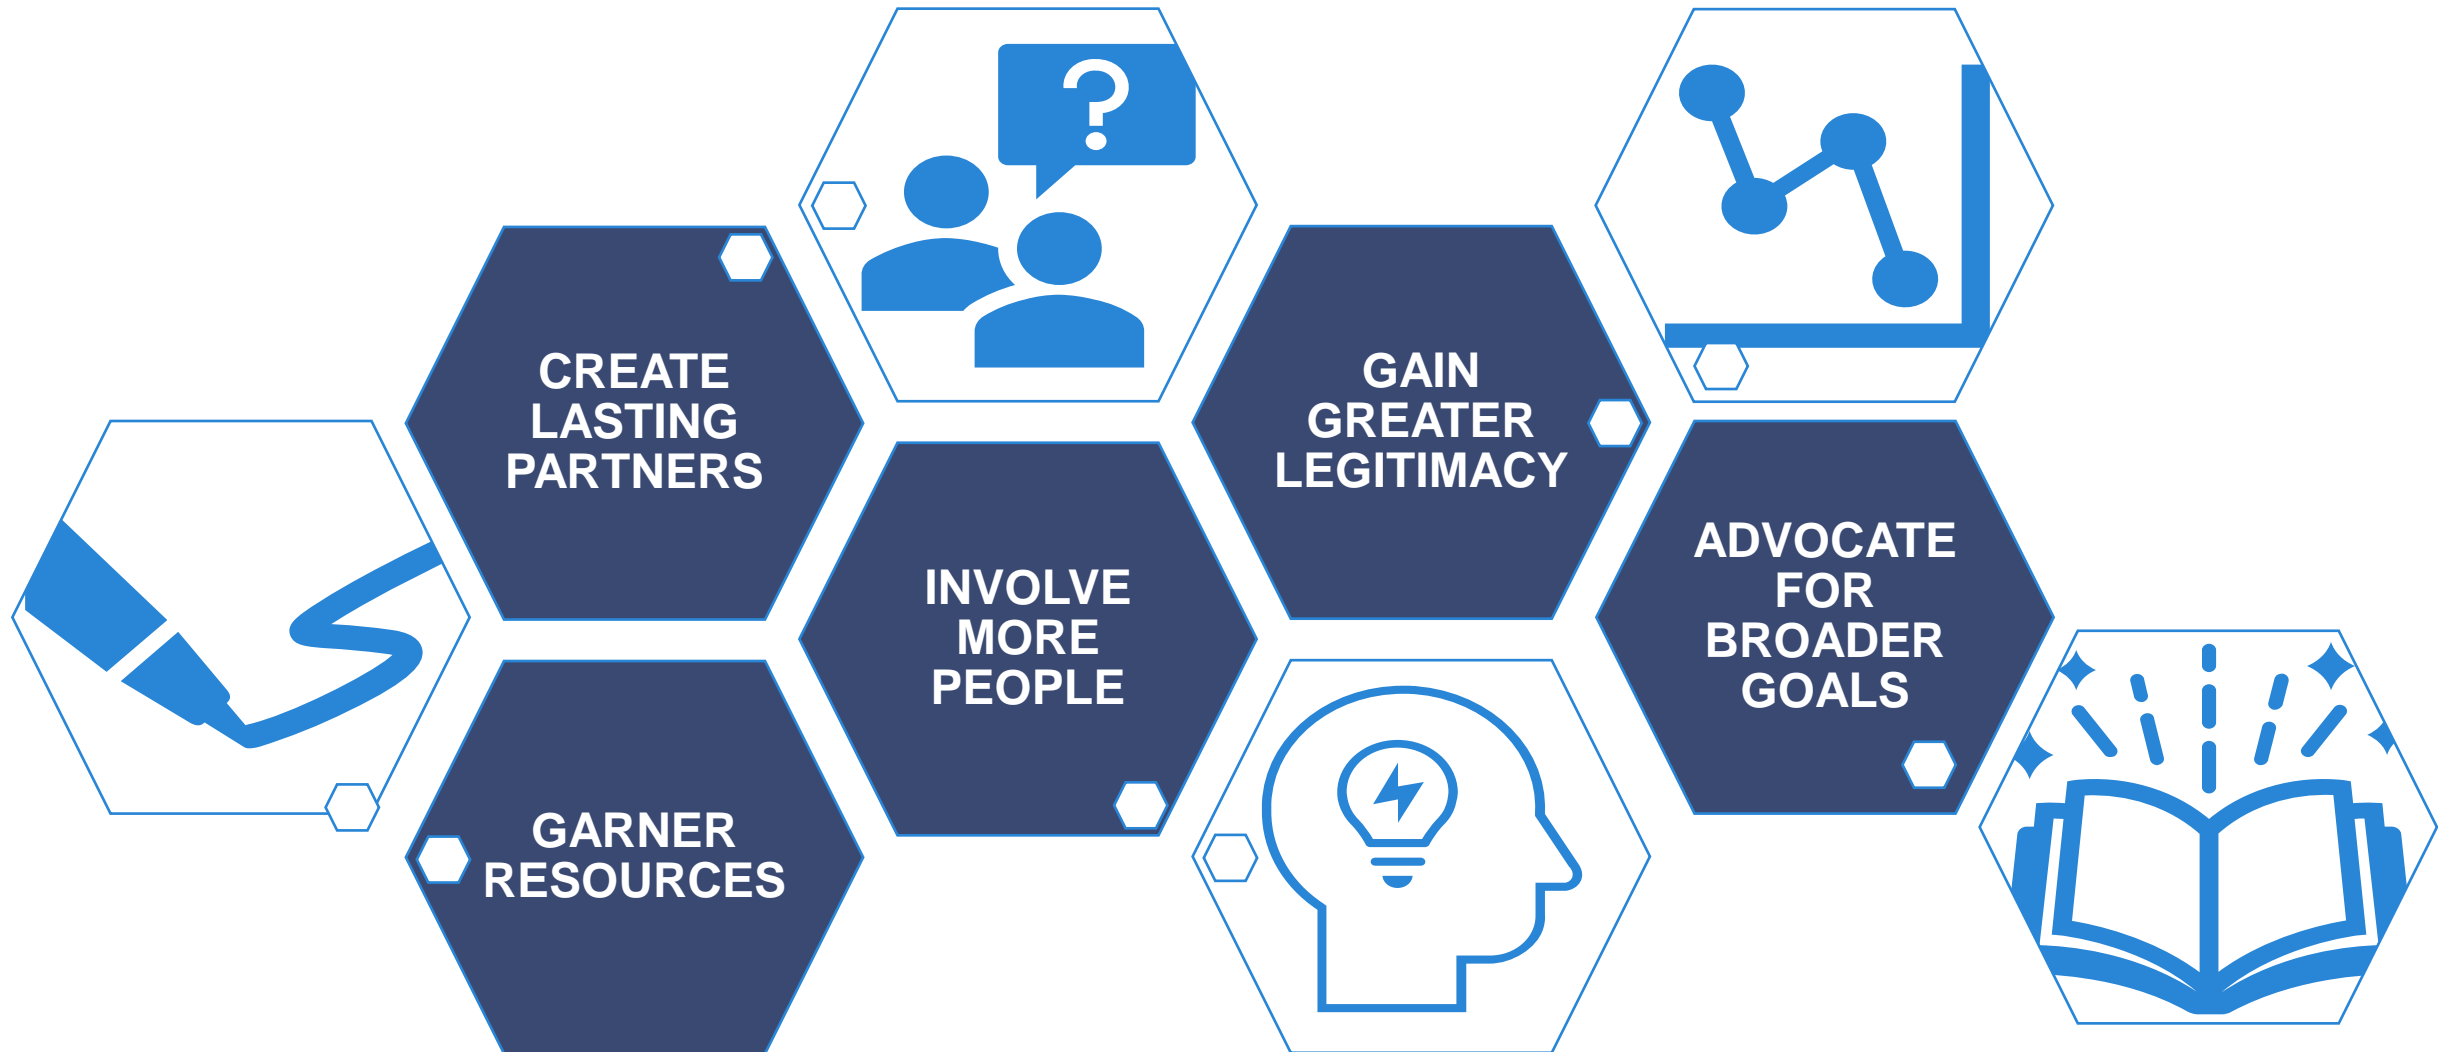 CREATE
LASTING
PARTNERS
GARNER
RESOURCES
?
INVOLVE
MORE
PEOPLE
GAIN
GREATER
LEGITIMACY
ADVOCATE
FOR
BROADER
GOALS